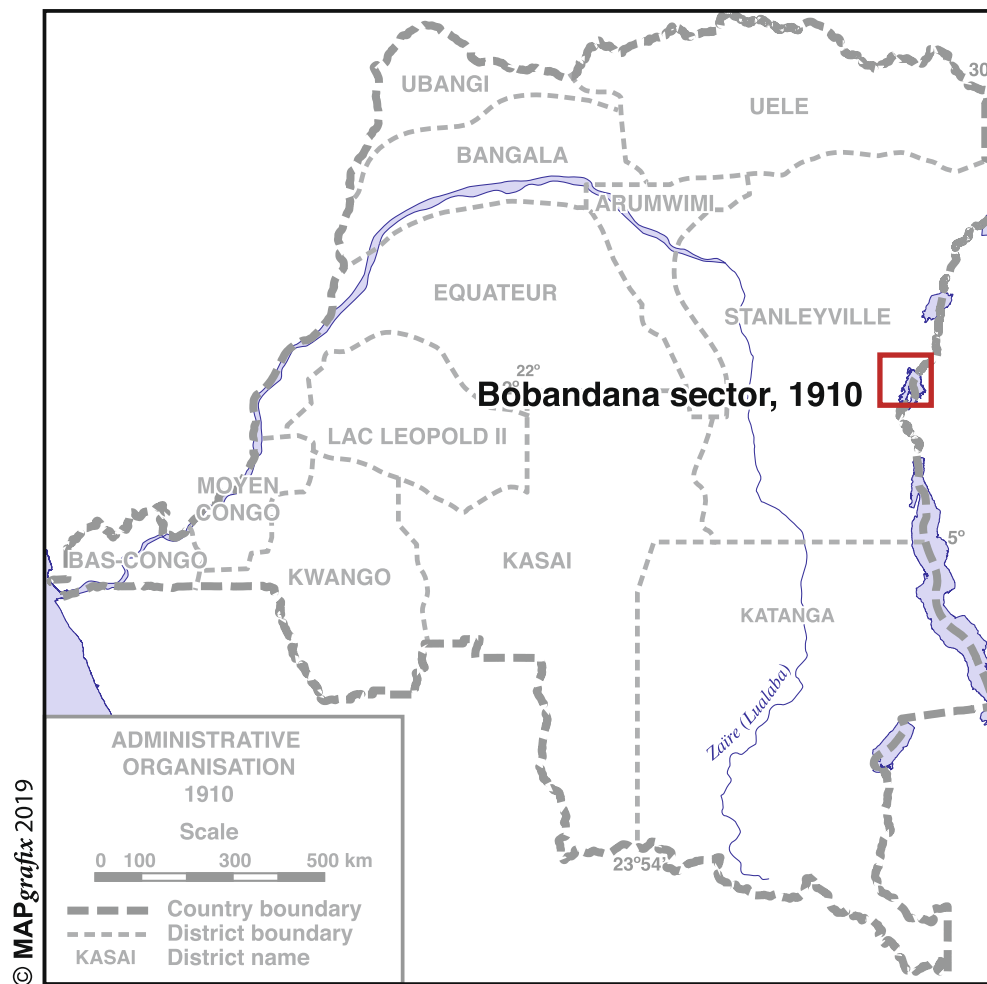 UBANGI
30
UELE
BANGALA
ARUMWIMI
EQUATEUR
STANLEYVILLE
22°
2°
Bobandana sector, 1910
LAC LEOPOLD II
MOYEN
CONGO
BAS-CONGO
KWANGO
KASAI
5°
KATANGA
Zaïre (Lualaba)
23°54'
ADMINISTRATIVE
ORGANISATION
1910
Scale
0 100 300 500 km
Country boundary
District boundary
KASAI District name
© MAPgrafix 2019